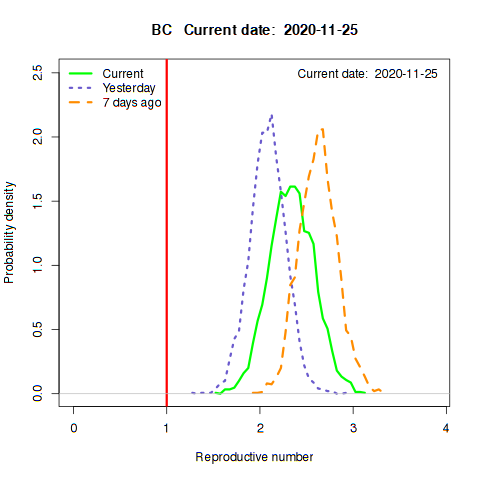 BC   Current date:  2020-11-25
Current
Yesterday
7 days ago
Current date:  2020-11-25
Probability density
2.5
2.0
1.5
1.0
0.5
0.0
0 1 2 3 4
Reproductive number